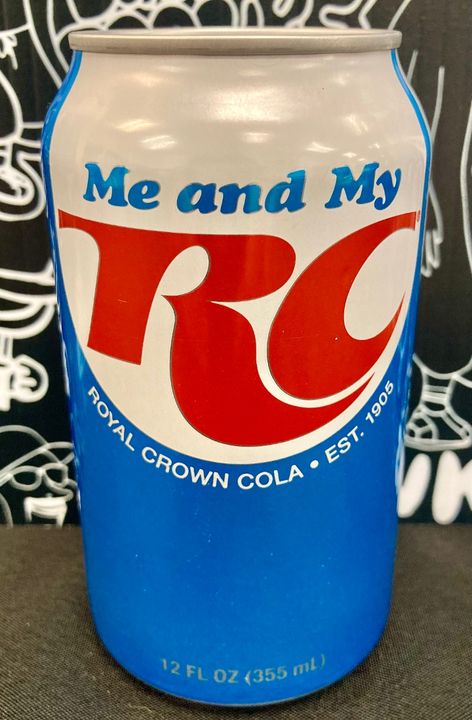 Me and My
RC
ROYAL CROWN COLA • EST. 1905
12 FL OZ (355 mL)